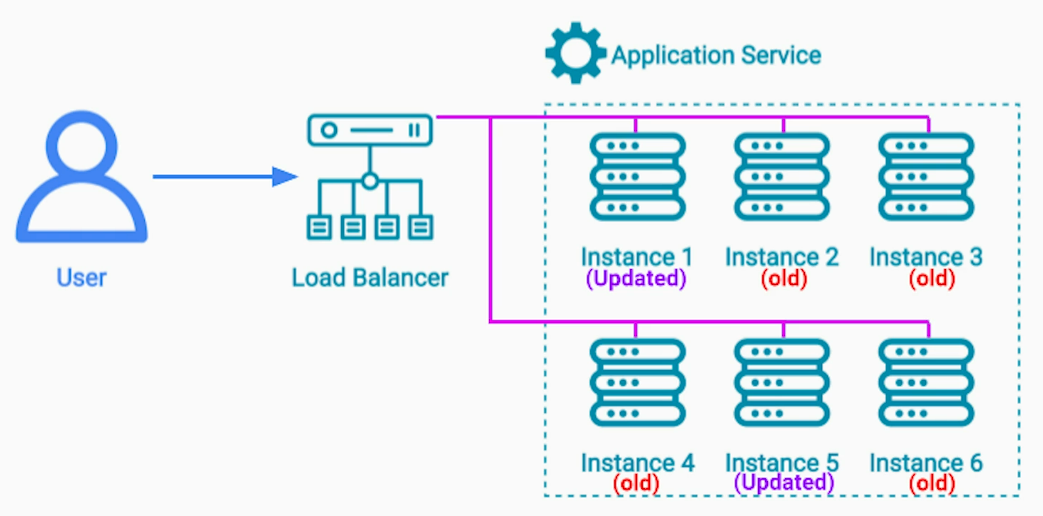 Application Service
User
Load Balancer
Instance 1
(Updated)
Instance 2
(old)
Instance 3
(old)
Instance 4
(old)
Instance 5
(Updated)
Instance 6
(old)